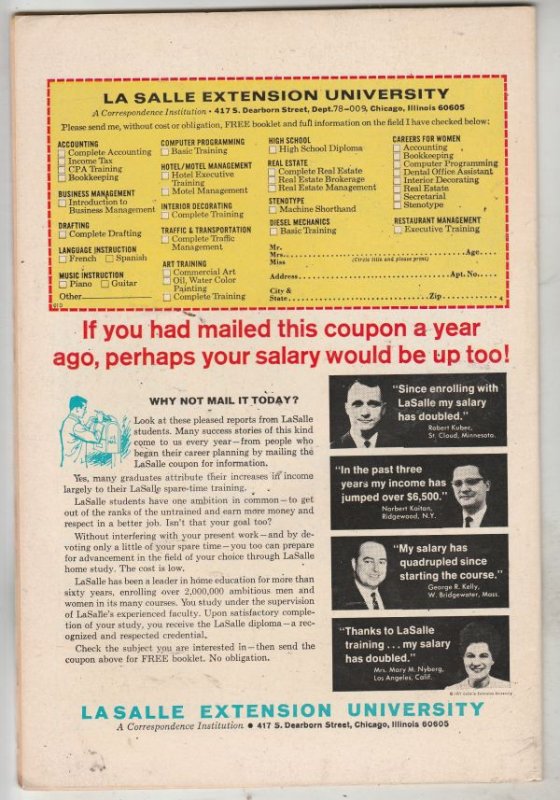 LA SALLE EXTENSION UNIVERSITY
A Correspondence Institution • 417 S. Dearborn Street, Dept. 78-009, Chicago, Illinois 60605
Please send me, without cost or obligation, FREE booklet and full information on the field I have checked below:
ACCOUNTING
Complete Accounting
Income Tax
CPA Training
Bookkeeping
BUSINESS MANAGEMENT
Introduction to
Business Management
DRAFTING
Complete Drafting
LANGUAGE INSTRUCTION
French Spanish
MUSIC INSTRUCTION
Piano Guitar
Other
COMPUTER PROGRAMMING
Basic Training
HOTEL/MOTEL MANAGEMENT
Hotel Executive
Training
Motel Management
INTERIOR DECORATING
Complete Training
TRAFFIC & TRANSPORTATION
Complete Traffic
Management
ART TRAINING
Commercial Art
Oil, Water Color
Painting
Complete Training
HIGH SCHOOL
High School Diploma
REAL ESTATE
Complete Real Estate
Real Estate Brokerage
Real Estate Management
STENOTYPE
Machine Shorthand
DIESEL MECHANICS
Basic Training
CAREERS FOR WOMEN
Accounting
Bookkeeping
Computer Programming
Dental Office Assistant
Interior Decorating
Real Estate
Secretarial
Stenotype
RESTAURANT MANAGEMENT
Executive Training
Mr.
Mrs. Age
Miss (Circle title and please print)
Address Apt. No.
City &
State Zip
If you had mailed this coupon a year
ago, perhaps your salary would be up too!
WHY NOT MAIL IT TODAY?
Look at these pleased reports from LaSalle
students. Many success stories of this kind
come to us every year—from people who
began their career planning by mailing the
LaSalle coupon for information.
Yes, many graduates attribute their increases in income
largely to their LaSalle spare-time training.
LaSalle students have one ambition in common—to get
out of the ranks of the untrained and earn more money and
respect in a better job. Isn't that your goal too?
Without interfering with your present work—and by de-
voting only a little of your spare time—you too can prepare
for advancement in the field of your choice through LaSalle
home study. The cost is low.
LaSalle has been a leader in home education for more than
sixty years, enrolling over 2,000,000 ambitious men and
women in its many courses. You study under the supervision
of LaSalle's experienced faculty. Upon satisfactory comple-
tion of your study, you receive the LaSalle diploma—a rec-
ognized and respected credential.
Check the subject you are interested in—then send the
coupon above for FREE booklet. No obligation.
"Since enrolling with
LaSalle my salary
has doubled."
Robert Kubec,
St. Cloud, Minnesota.
"In the past three
years my income has
jumped over $6,500."
Norbert Kaitan,
Ridgewood, N.Y.
"My salary has
quadrupled since
starting the course."
George R. Kelly,
W. Bridgewater, Mass.
"Thanks to LaSalle
training . . . my salary
has doubled."
Mrs. Mary M. Nyberg,
Los Angeles, Calif.
LA SALLE EXTENSION UNIVERSITY
A Correspondence Institution • 417 S. Dearborn Street, Chicago, Illinois 60605